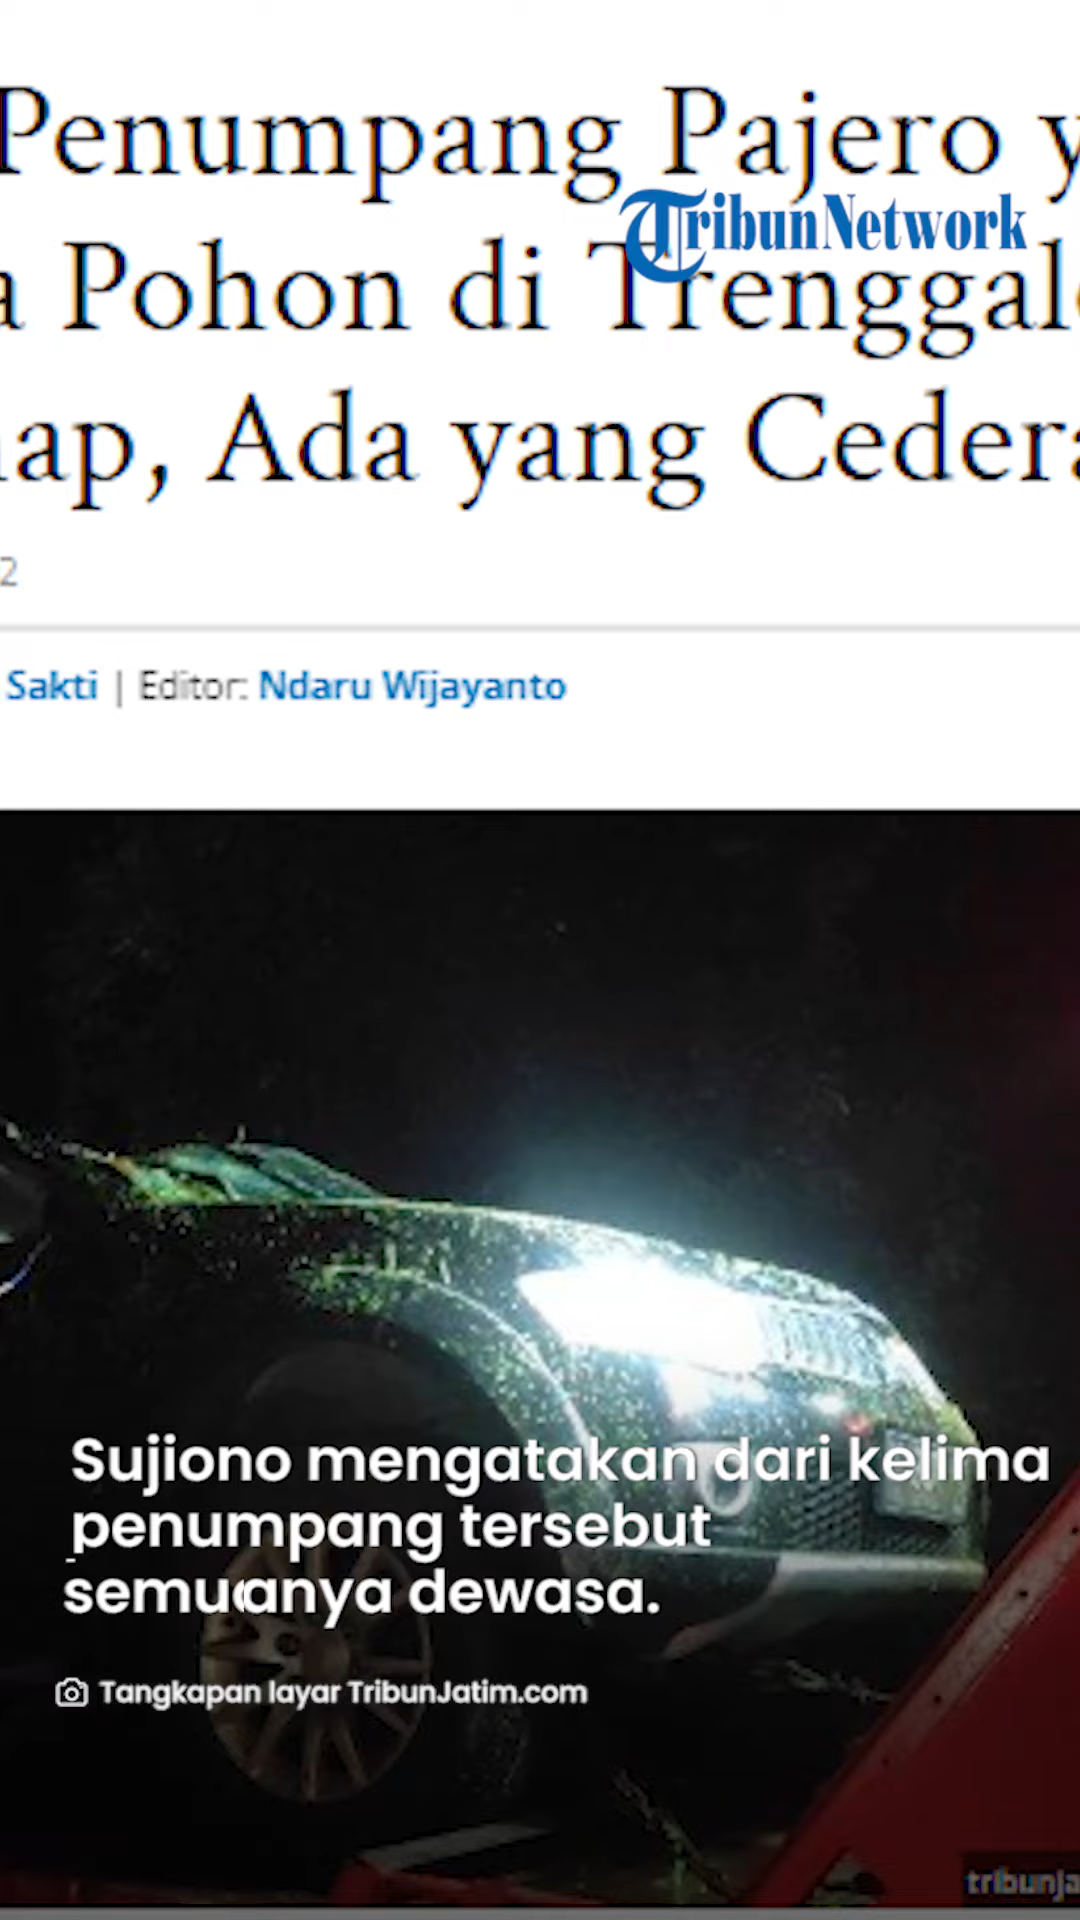 Penumpang Pajero y
TribunNetwork
a Pohon di Trenggal
ap, Ada yang Cedera
2
Sakti | Editor: Ndaru Wijayanto
Sujiono mengatakan dari kelima
penumpang tersebut
semuanya dewasa.
Tangkapan layar TribunJatim.com
tribunja